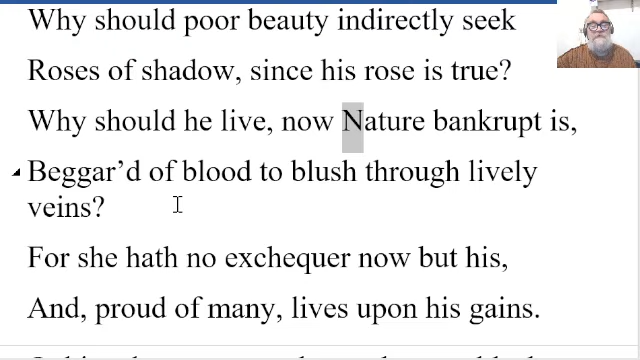 Why should poor beauty indirectly seek
Roses of shadow, since his rose is true?
Why should he live, now Nature bankrupt is,
Beggar’d of blood to blush through lively
veins?
For she hath no exchequer now but his,
And, proud of many, lives upon his gains.